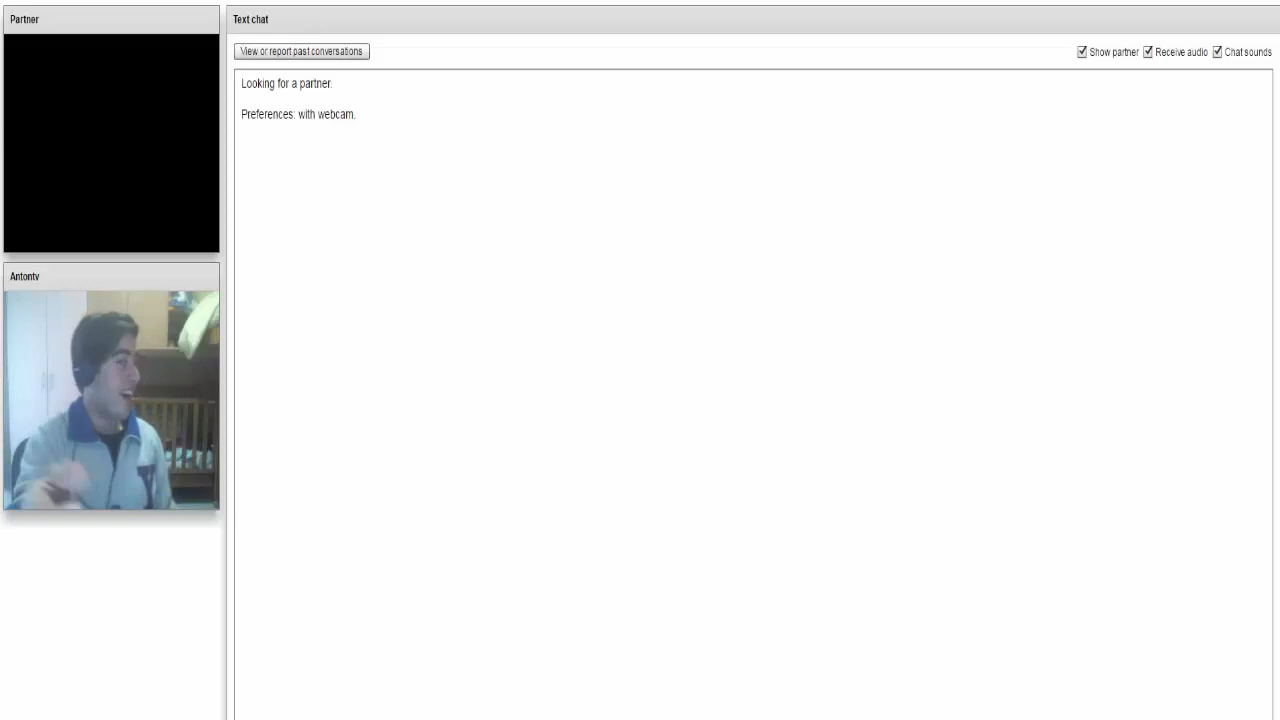 Partner
Text chat
View or report past conversations
Show partner
Receive audio
Chat sounds
Looking for a partner.
Preferences: with webcam.
Antontv